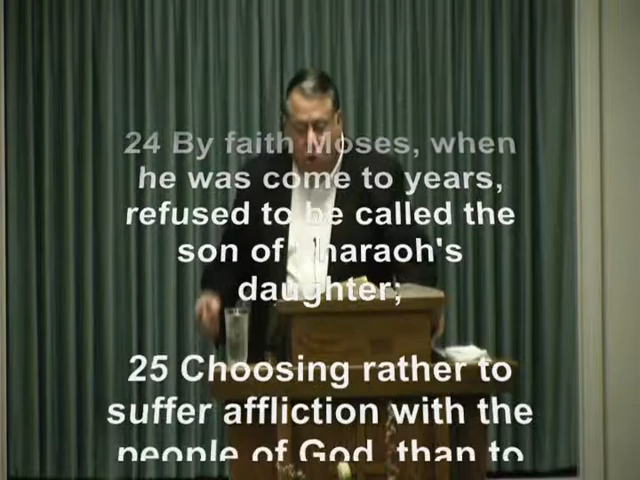 24 By faith Moses, when
he was come to years,
refused to be called the
son of Pharaoh's
daughter;
25 Choosing rather to
suffer affliction with the
people of God, than to